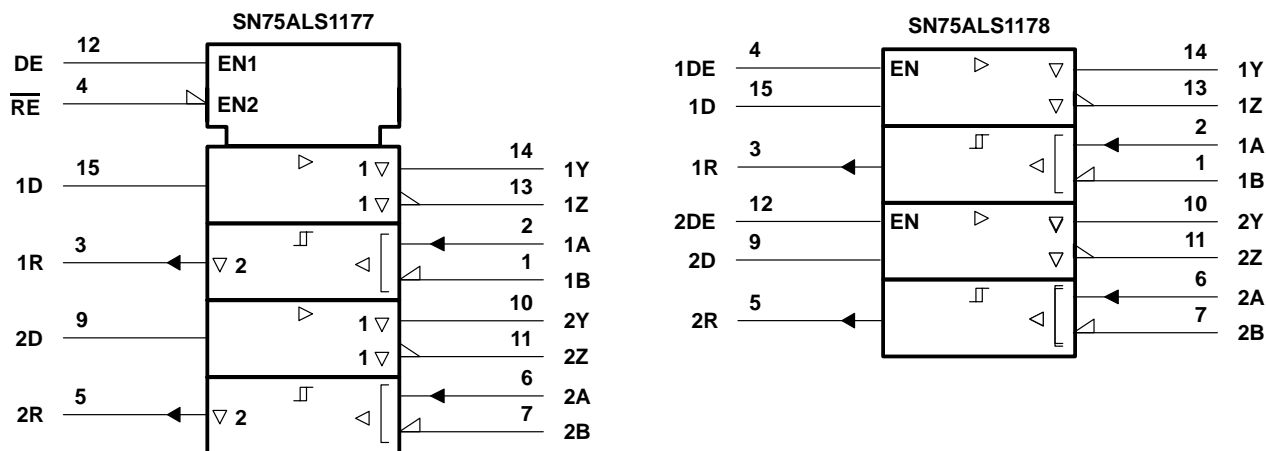 SN75ALS1177
DE 12 EN1
RE 4 EN2
1D 15 1 14 1Y
1 13 1Z
1R 3 2 2 1A
1 1B
2D 9 1 10 2Y
1 11 2Z
2R 5 2 6 2A
7 2B
SN75ALS1178
1DE 4 EN 14 1Y
1D 15 13 1Z
1R 3 2 1A
1 1B
2DE 12 EN 10 2Y
2D 9 11 2Z
2R 5 6 2A
7 2B